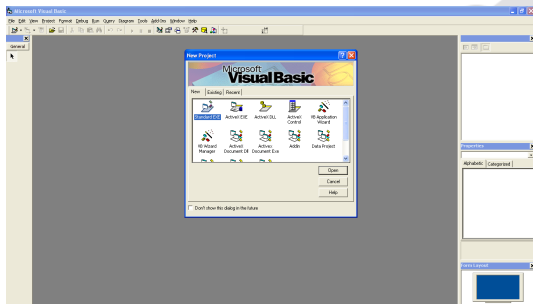 Microsoft Visual Basic
File Edit View Project Format Debug Run Query Diagram Tools Add-Ins Window Help
General
New Project
Microsoft
Visual Basic
New Existing Recent
Standard EXE ActiveX EXE ActiveX DLL ActiveX Control VB Application Wizard
VB Wizard Manager ActiveX Document Dll Activex Document Exe Addin Data Project
Open
Cancel
Help
Don't show this dialog in the future
Properties
Alphabetic Categorized
Form Layout